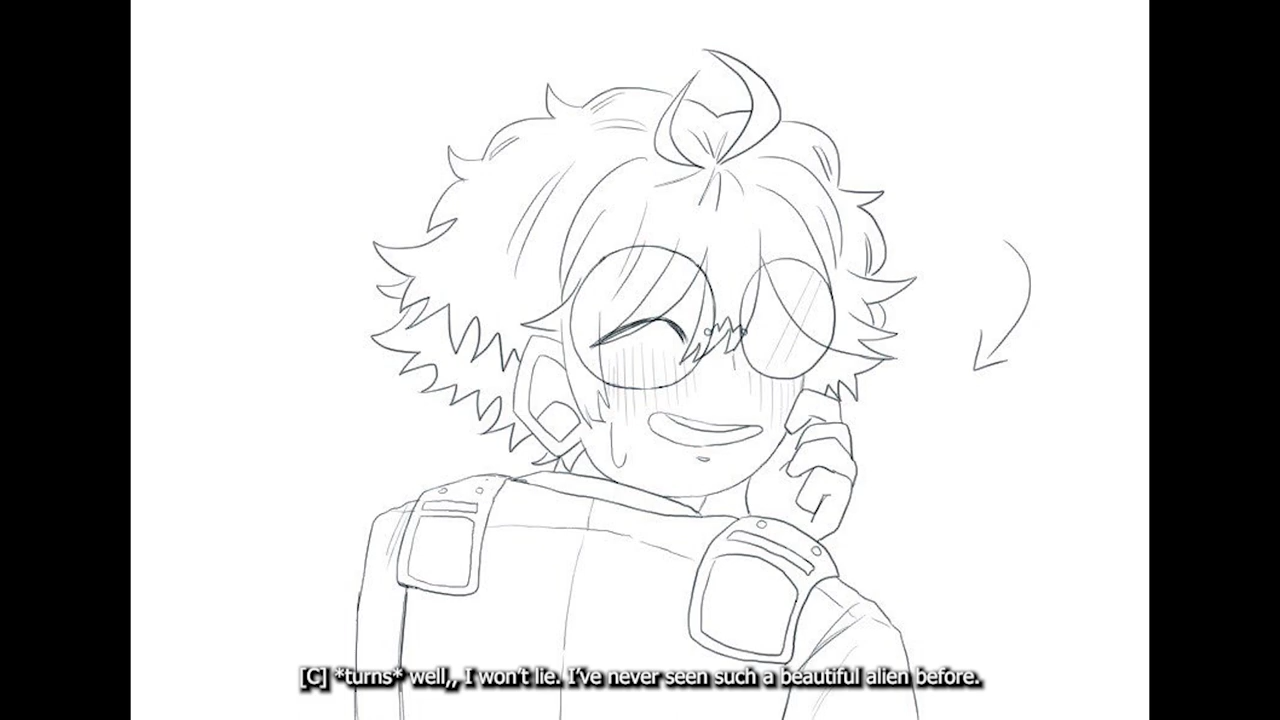 [C] *turns* well,, I won't lie. I've never seen such a beautiful alien before.